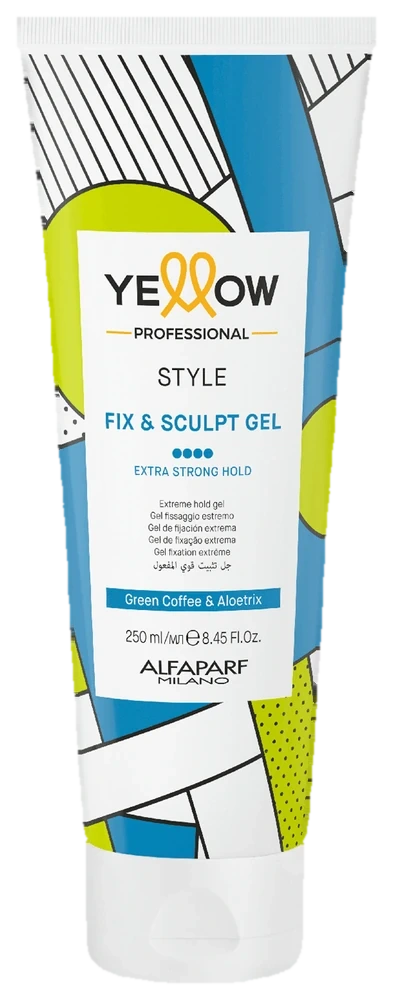 YELLOW
PROFESSIONAL
STYLE
FIX & SCULPT GEL
EXTRA STRONG HOLD
Extreme hold gel
Gel fissaggio estremo
Gel de fijación extrema
Gel de fixação extrema
Gel fixation extrême
جل تثبيت قوي المفعول
Green Coffee & Aloetrix
250 ml/мл ℮ 8.45 Fl.Oz.
ALFAPARF
MILANO